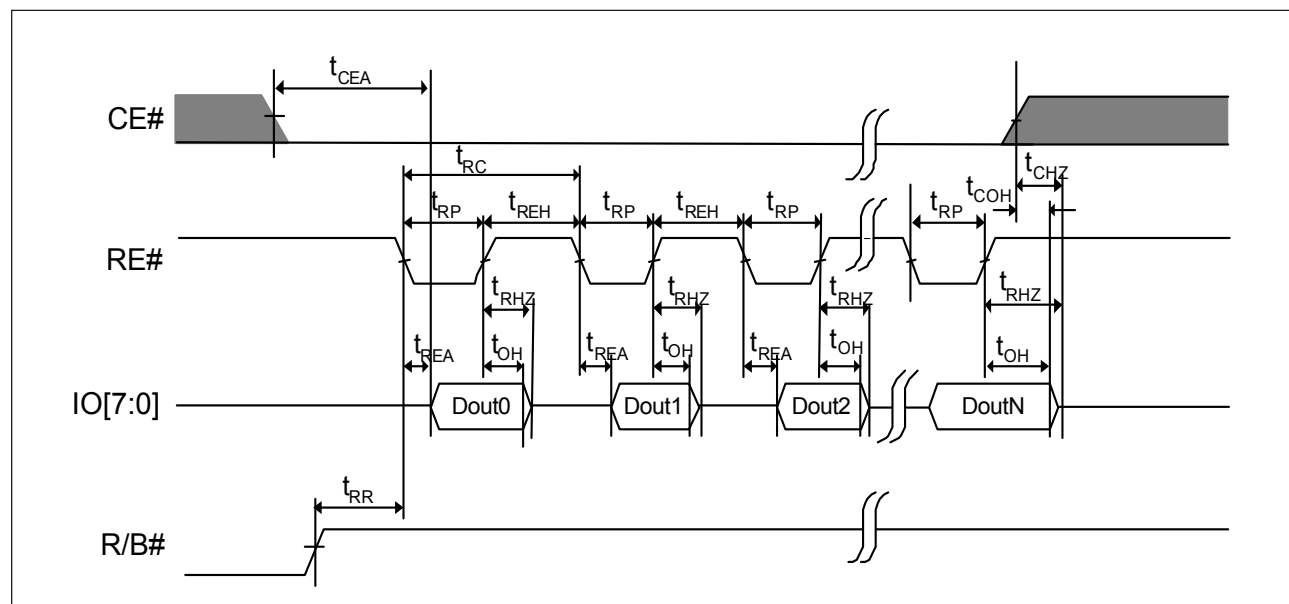 tCEA
CE#
tRC
tCHZ
tCOH
tRP tREH tRP tREH tRP tRP
RE#
tRHZ tRHZ tRHZ tRHZ
tREA tOH tREA tOH tREA tOH tOH
IO[7:0] Dout0 Dout1 Dout2 DoutN
tRR
R/B#